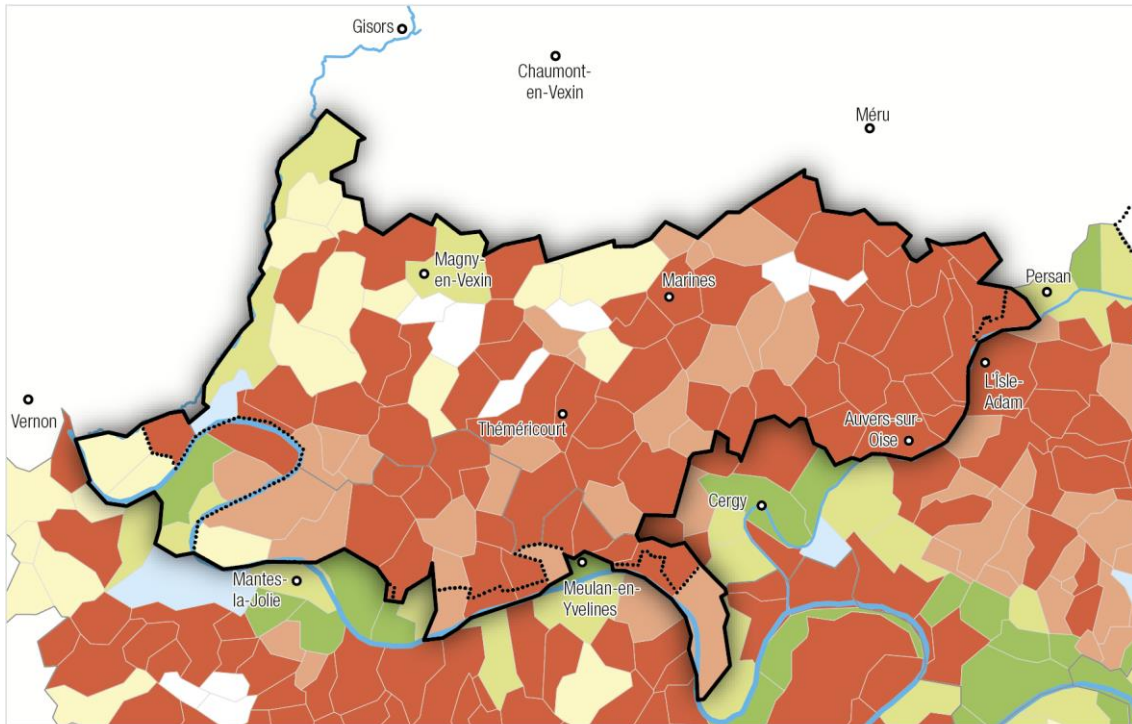 Gisors
Chaumont-
en-Vexin
Méru
Magny-
en-Vexin
Marines
Persan
L'Isle-
Adam
Vernon
Théméricourt
Auvers-sur-
Oise
Cergy
Mantes-
la-Jolie
Meulan-en-
Yvelines